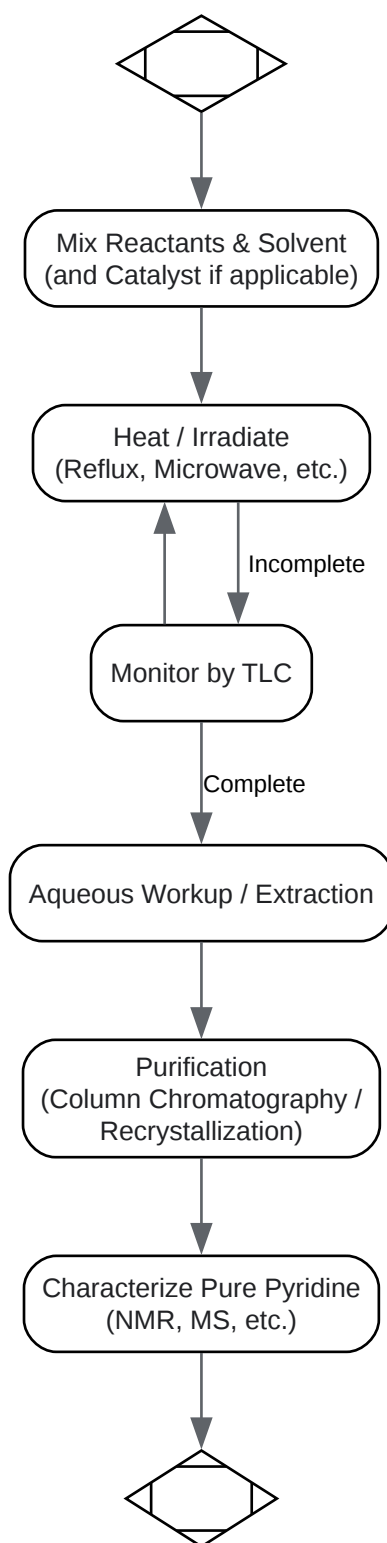 Mix Reactants & Solvent
(and Catalyst if applicable)
Heat / Irradiate
(Reflux, Microwave, etc.)
Incomplete
Monitor by TLC
Complete
Aqueous Workup / Extraction
Purification
(Column Chromatography /
Recrystallization)
Characterize Pure Pyridine
(NMR, MS, etc.)